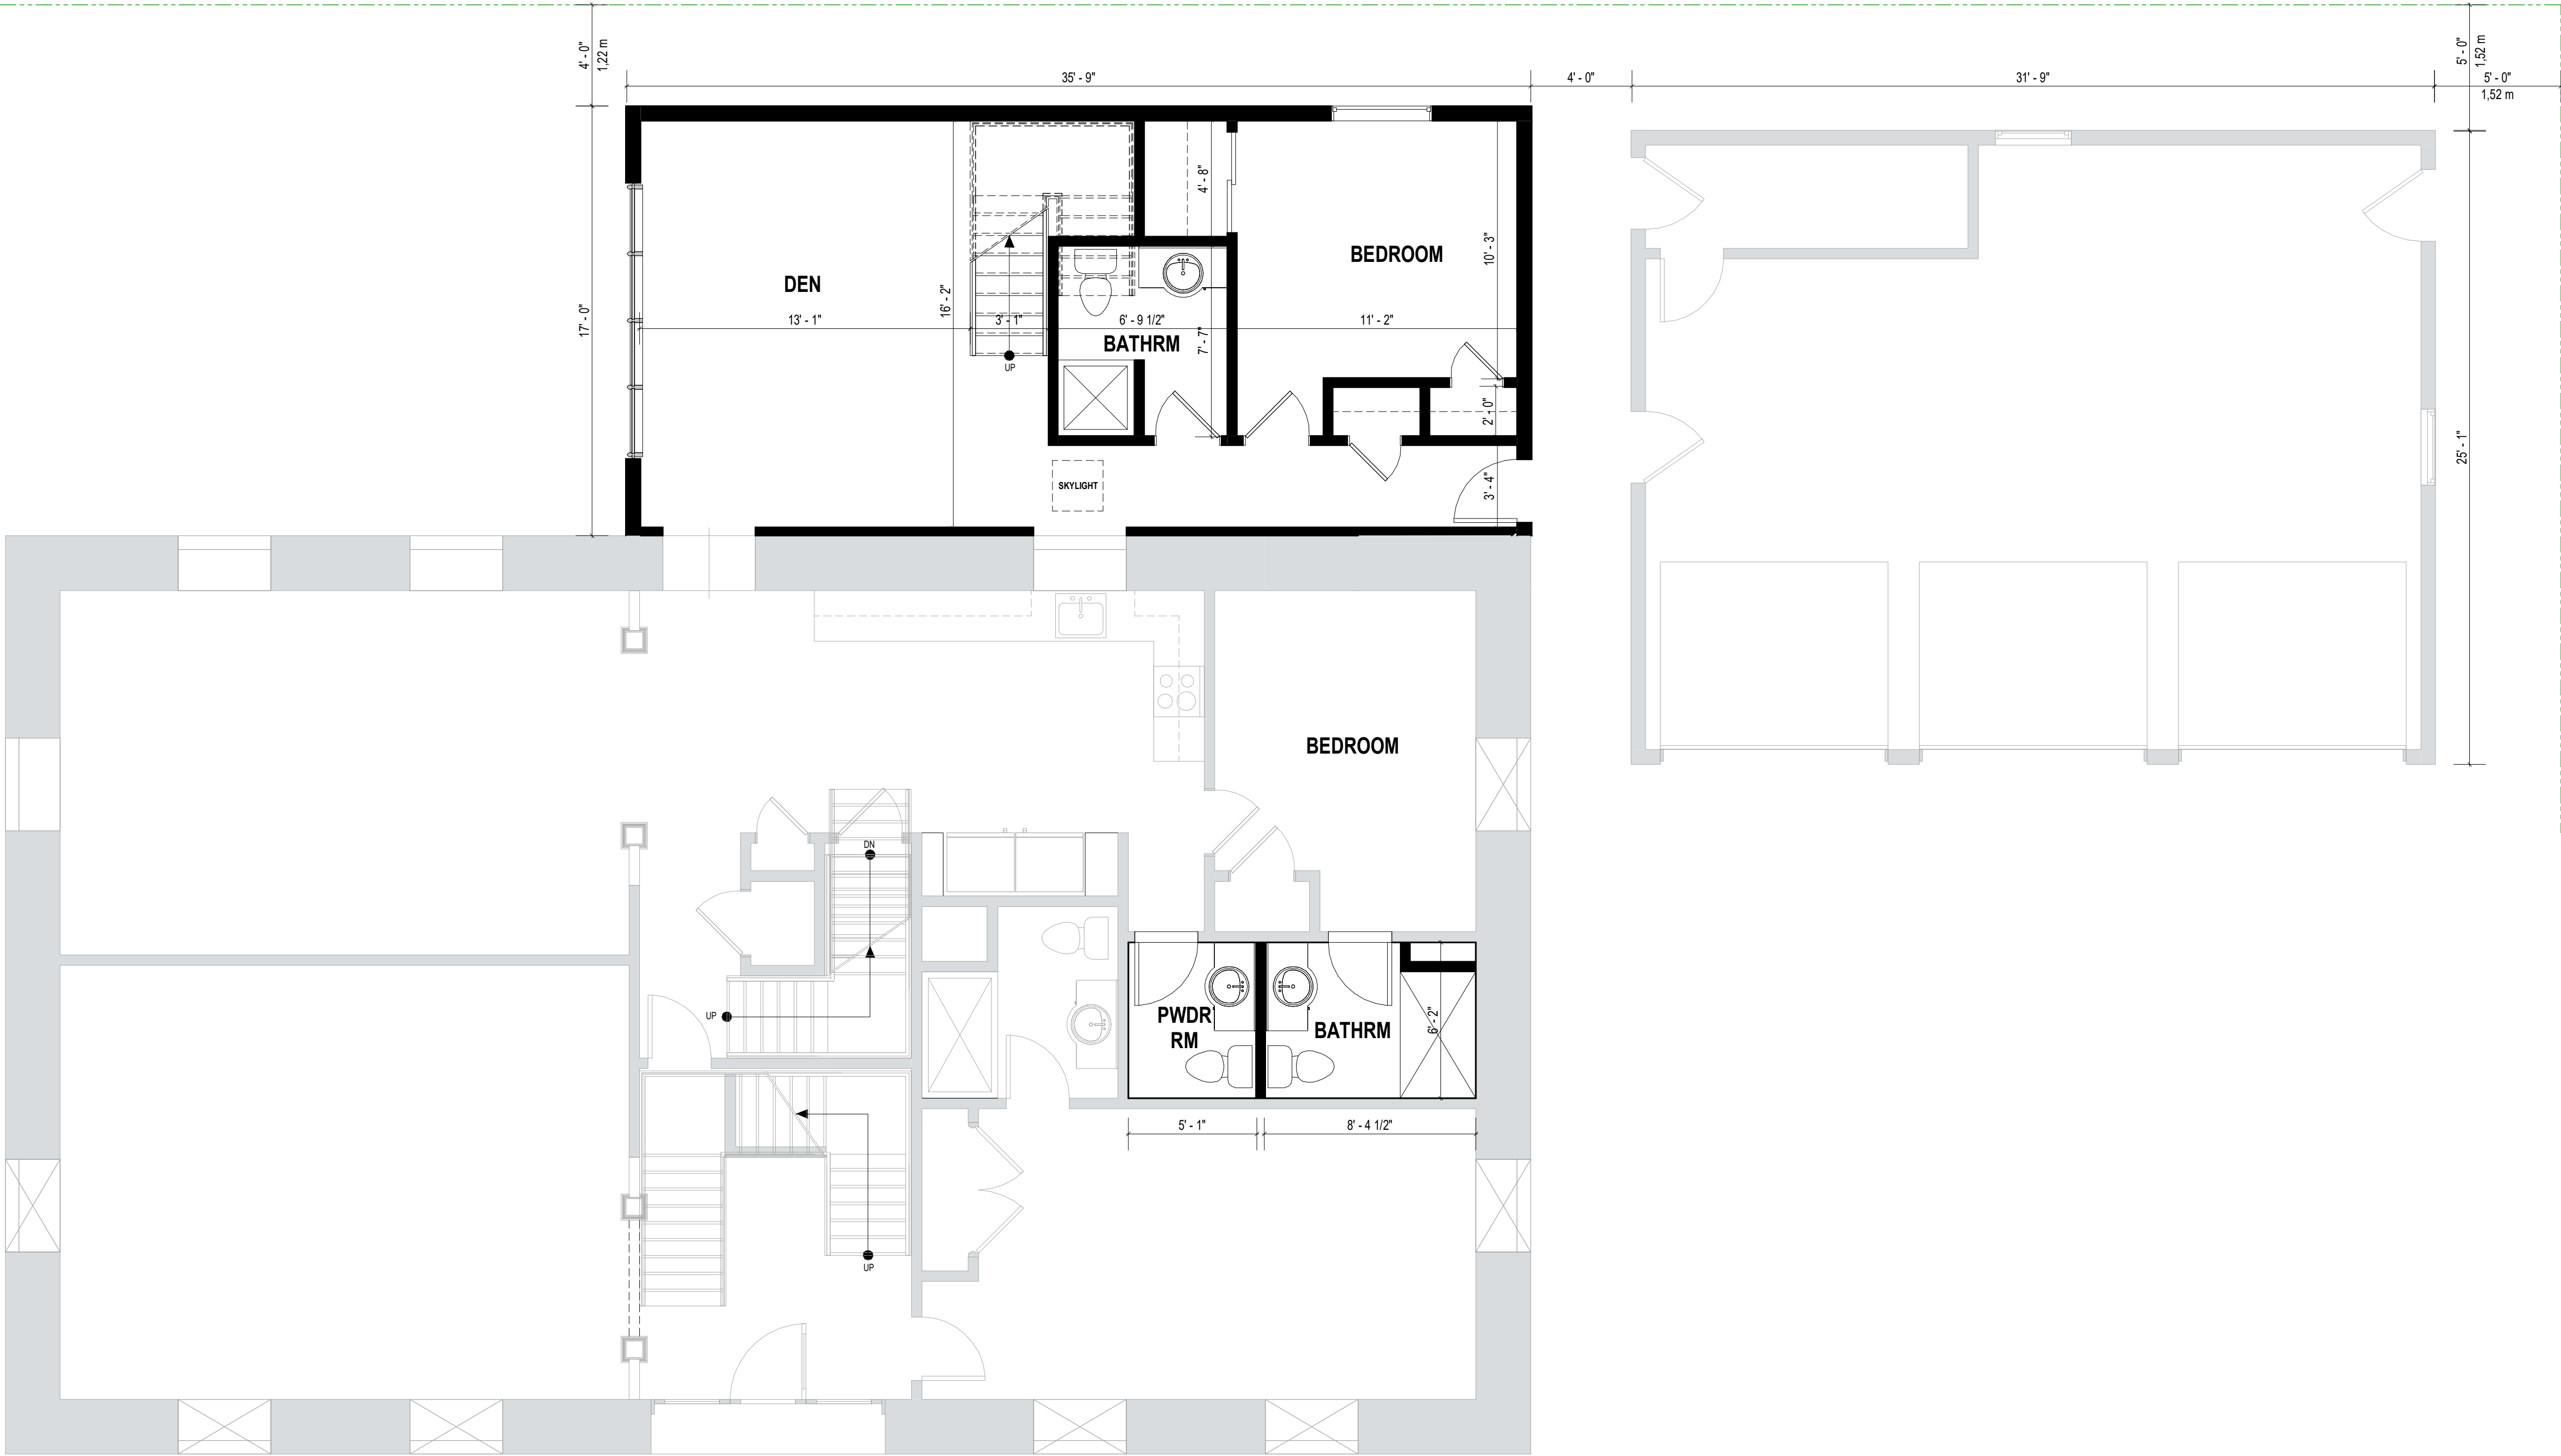 4' - 0"
1,22 m
5' - 0"
1,52 m
35' - 9"
4' - 0"
31' - 9"
5' - 0"
1,52 m
4' - 8"
BEDROOM
10' - 3"
DEN
16' - 2"
17' - 0"
13' - 1"
3' - 1"
6' - 9 1/2"
11' - 2"
BATHRM
7' - 7"
UP
2' - 0"
25' - 1"
SKYLIGHT
3' - 4"
BEDROOM
DN
UP
PWDR
RM
BATHRM
6' - 2"
5' - 1"
8' - 4 1/2"
UP